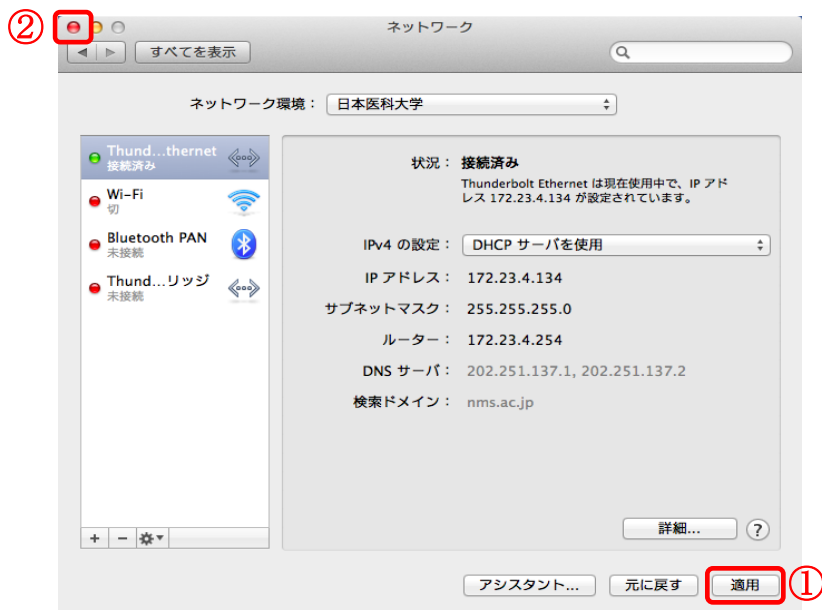 ②
ネットワーク
すべてを表示
ネットワーク環境： 日本医科大学
Thund...thernet
接続済み
Wi-Fi
切
Bluetooth PAN
未接続
Thund...リッジ
未接続
状況： 接続済み
Thunderbolt Ethernet は現在使用中で、IP アド
レス 172.23.4.134 が設定されています。
IPv4 の設定： DHCP サーバを使用
IP アドレス： 172.23.4.134
サブネットマスク： 255.255.255.0
ルーター： 172.23.4.254
DNS サーバ： 202.251.137.1, 202.251.137.2
検索ドメイン： nms.ac.jp
詳細... ?
アシスタント... 元に戻す 適用 ①